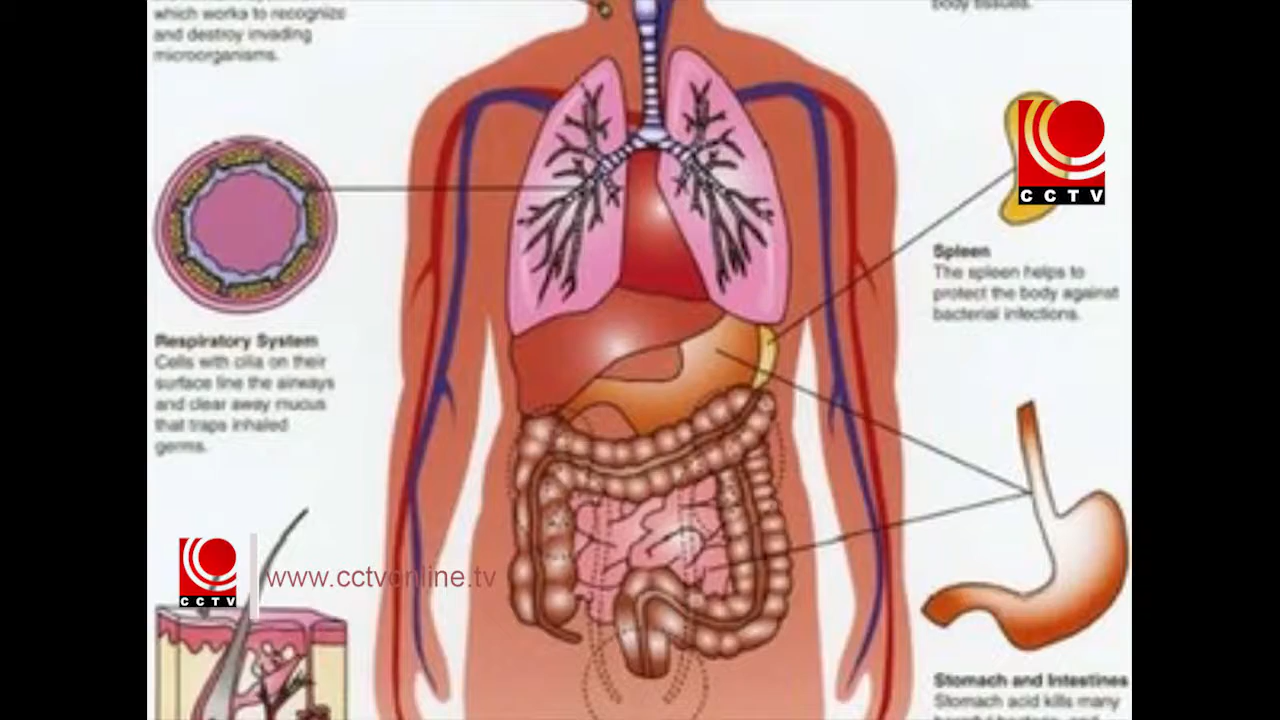 which works to recognize
and destroy invading
microorganisms.
body tissues.
CCTV
Spleen
The spleen helps to
protect the body against
bacterial infections.
Respiratory System
Cells with cilia on their
surface line the airways
and clear away mucus
that traps inhaled
germs.
CCTV
www.cctvonline.tv
Stomach and Intestines
Stomach acid kills many